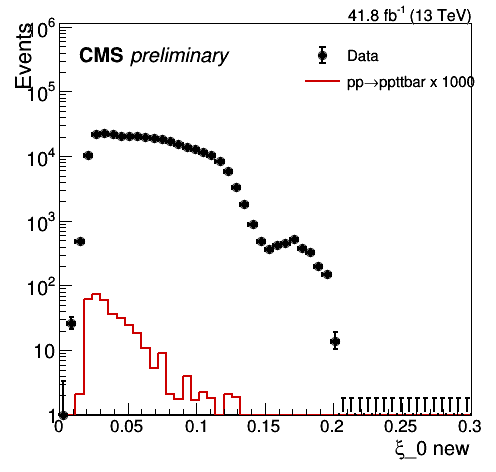 41.8 fb⁻¹ (13 TeV)
Events
CMS preliminary
Data
pp→ppttbar x 1000
10⁶
10⁵
10⁴
10³
10²
10
1
0 0.05 0.1 0.15 0.2 0.25 0.3
ξ_0 new